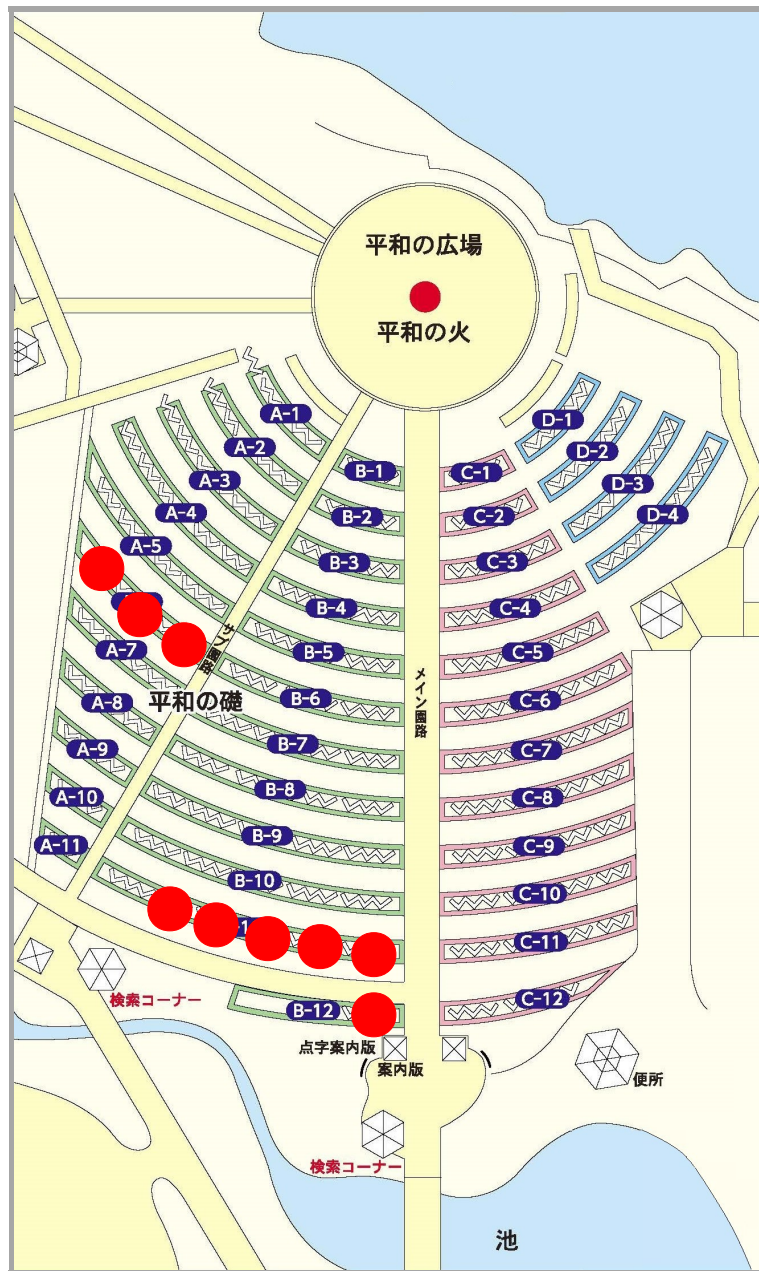 平和の広場
平和の火
A-1
A-2
A-3
A-4
A-5
A-7
A-8
A-9
A-10
A-11
B-1
B-2
B-3
B-4
B-5
B-6
B-7
B-8
B-9
B-10
B-12
C-1
C-2
C-3
C-4
C-5
C-6
C-7
C-8
C-9
C-10
C-11
C-12
D-1
D-2
D-3
D-4
サブ園路
メイン園路
平和の礎
検索コーナー
点字案内版
案内版
便所
検索コーナー
池